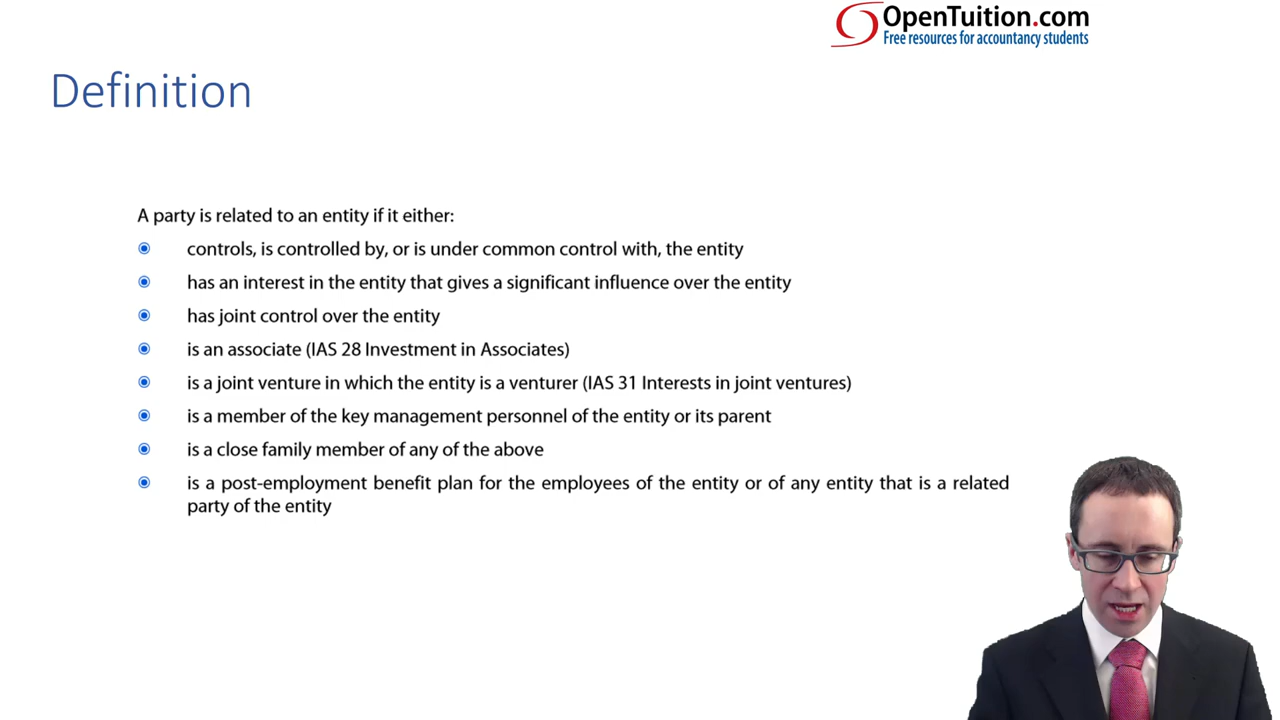 OpenTuition.com
Free resources for accountancy students
Definition
A party is related to an entity if it either:
controls, is controlled by, or is under common control with, the entity
has an interest in the entity that gives a significant influence over the entity
has joint control over the entity
is an associate (IAS 28 Investment in Associates)
is a joint venture in which the entity is a venturer (IAS 31 Interests in joint ventures)
is a member of the key management personnel of the entity or its parent
is a close family member of any of the above
is a post-employment benefit plan for the employees of the entity or of any entity that is a related
party of the entity